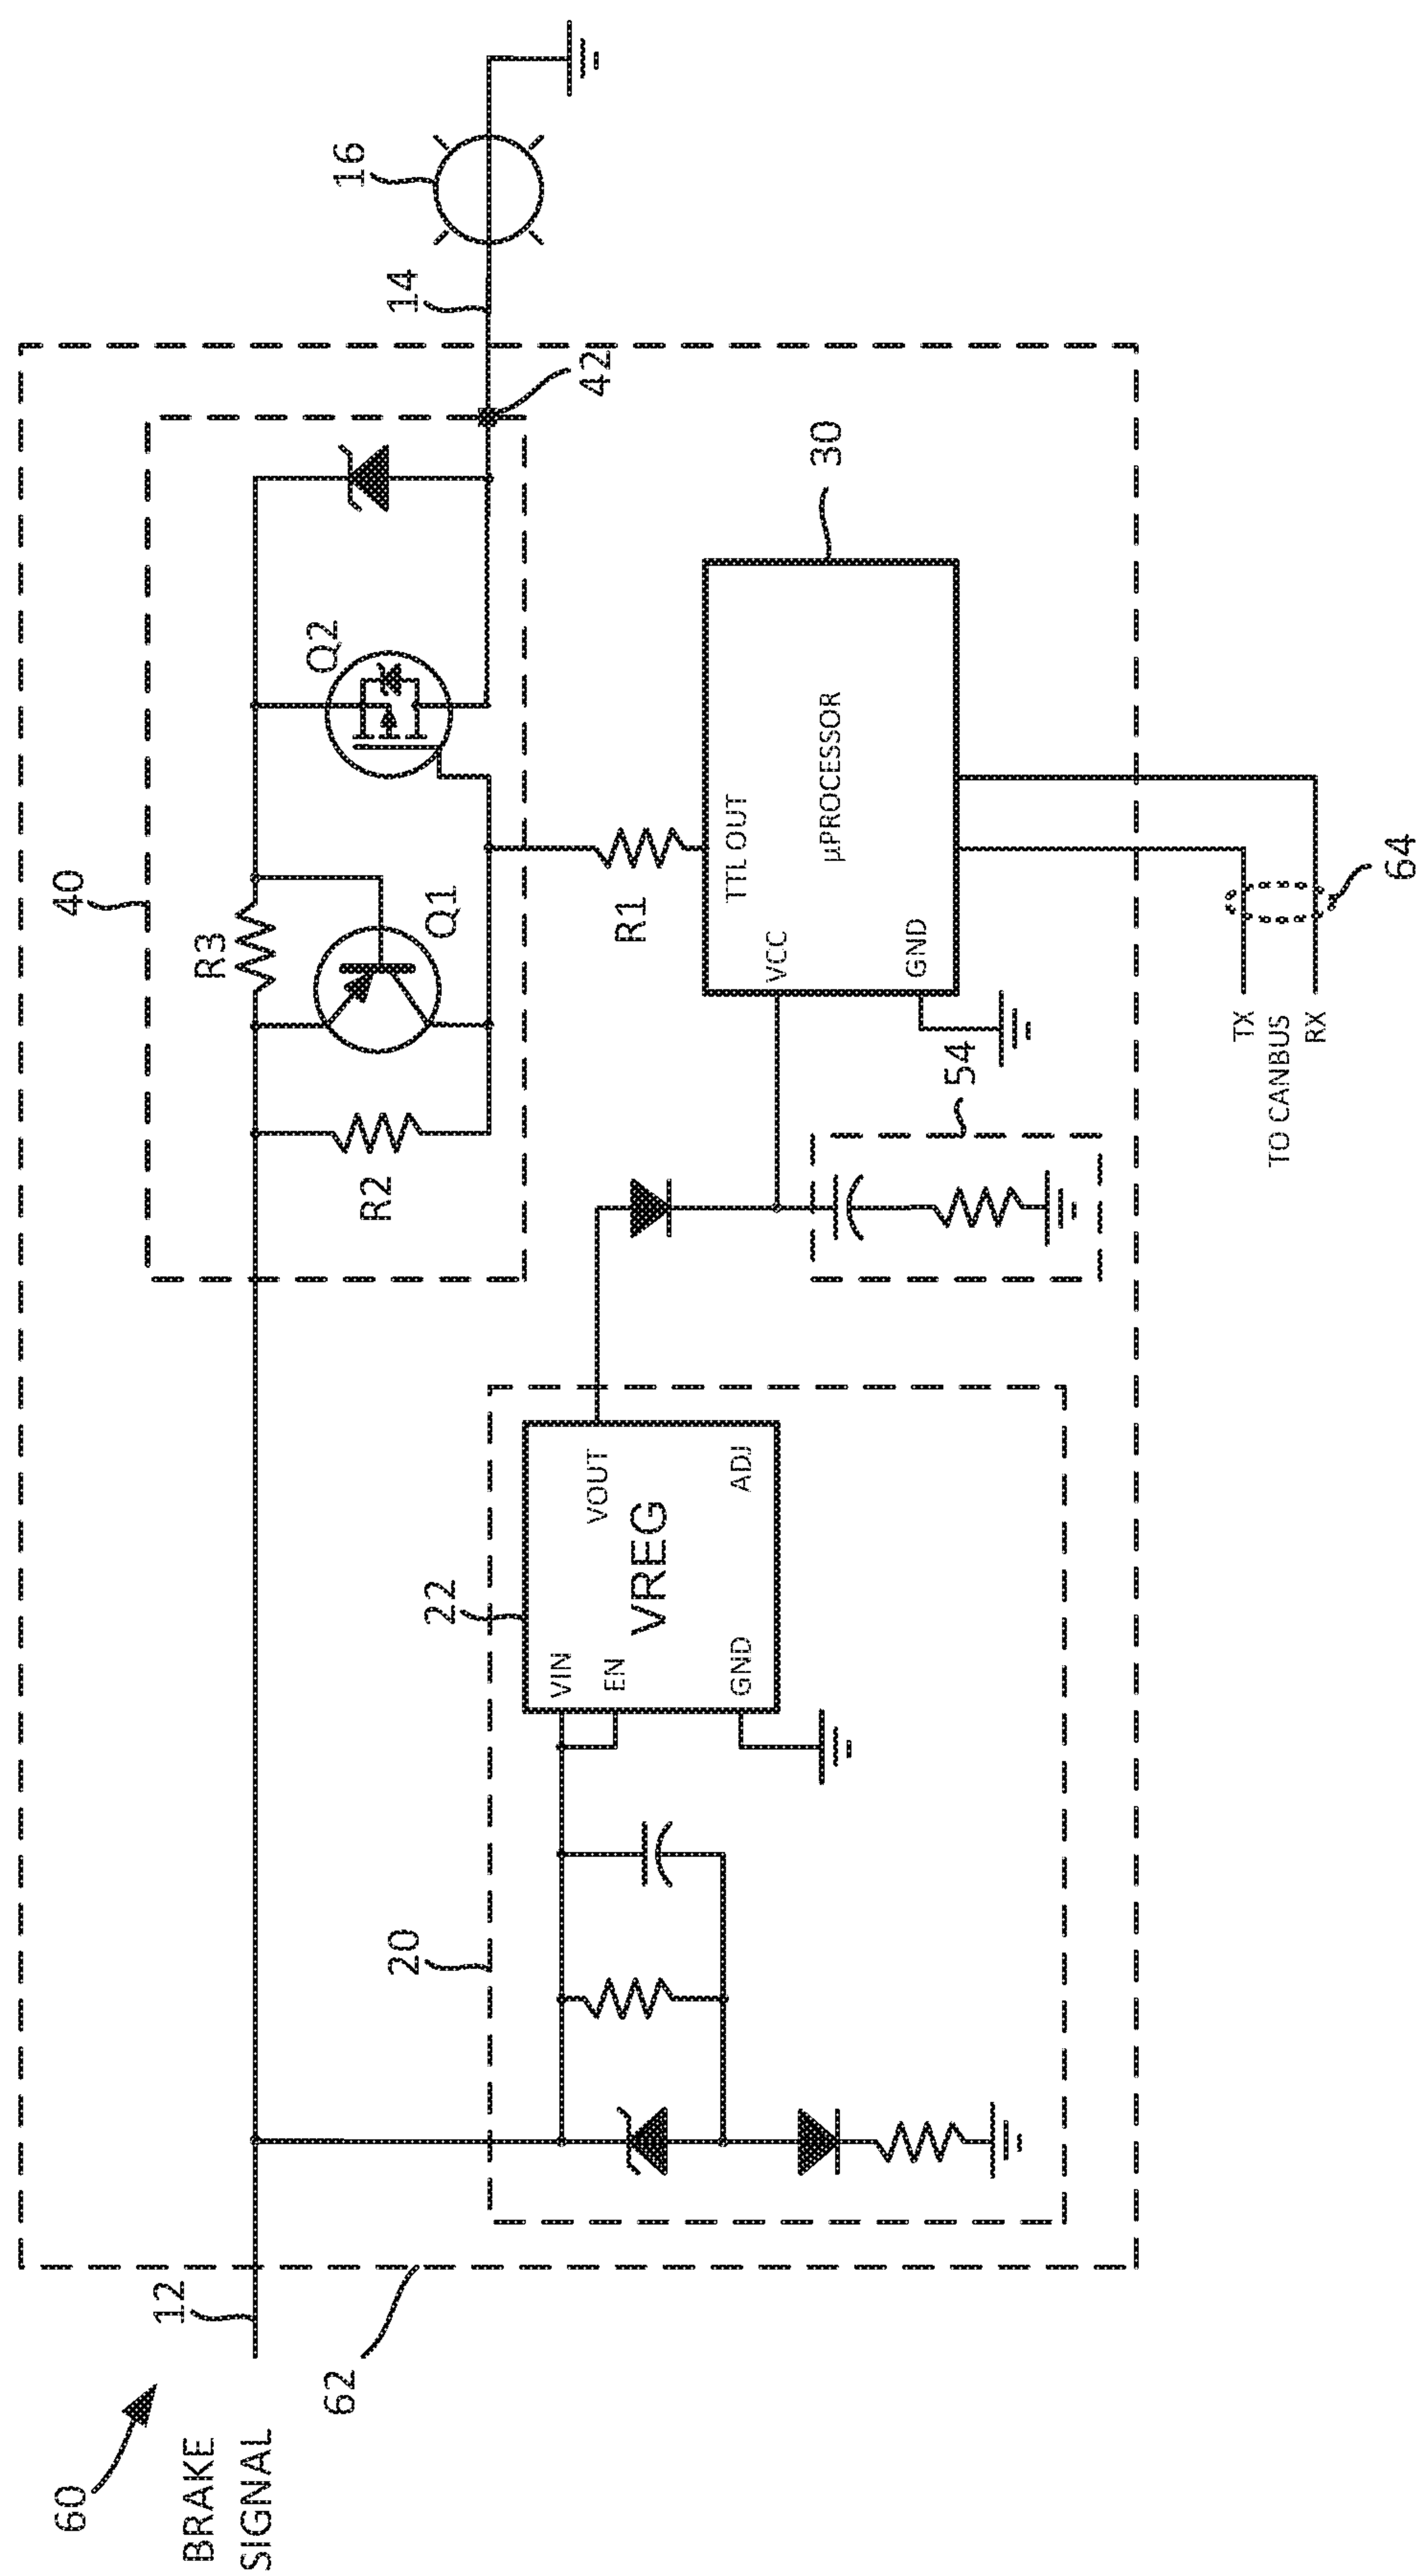 60
BRAKE
SIGNAL
12
62
20
22
VIN
EN
GND
VREG
VOUT
ADJ
40
R2
R3
Q1
Q2
42
14
16
R1
54
30
TTL OUT
VCC
GND
µPROCESSOR
TX
TO CANBUS
RX
64